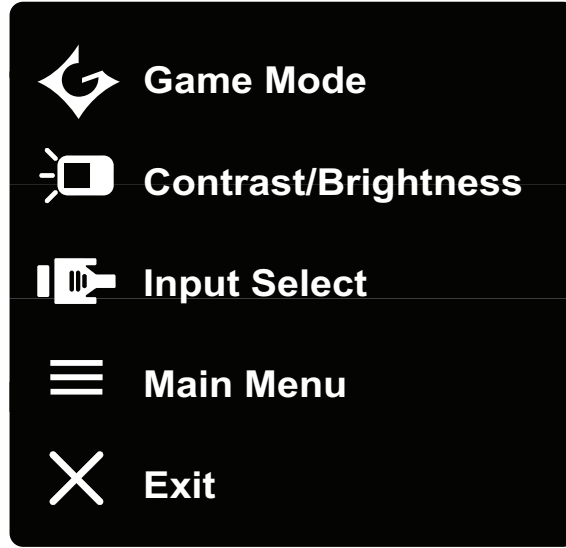 Game Mode
Contrast/Brightness
Input Select
Main Menu
Exit